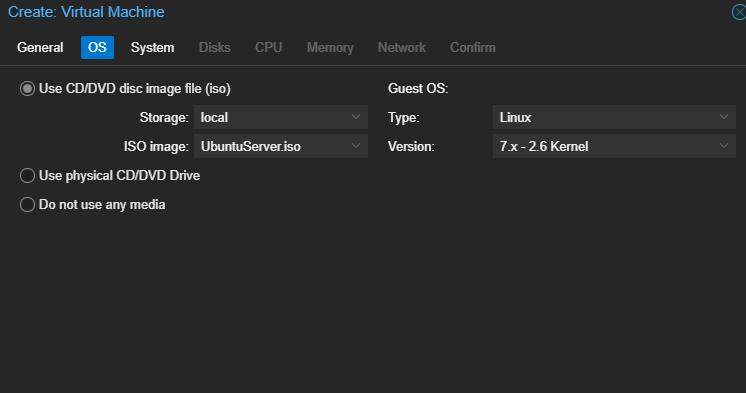 Create: Virtual Machine
General OS System Disks CPU Memory Network Confirm
Use CD/DVD disc image file (iso) Guest OS:
Storage: local Type: Linux
ISO image: UbuntuServer.iso Version: 7.x - 2.6 Kernel
Use physical CD/DVD Drive
Do not use any media